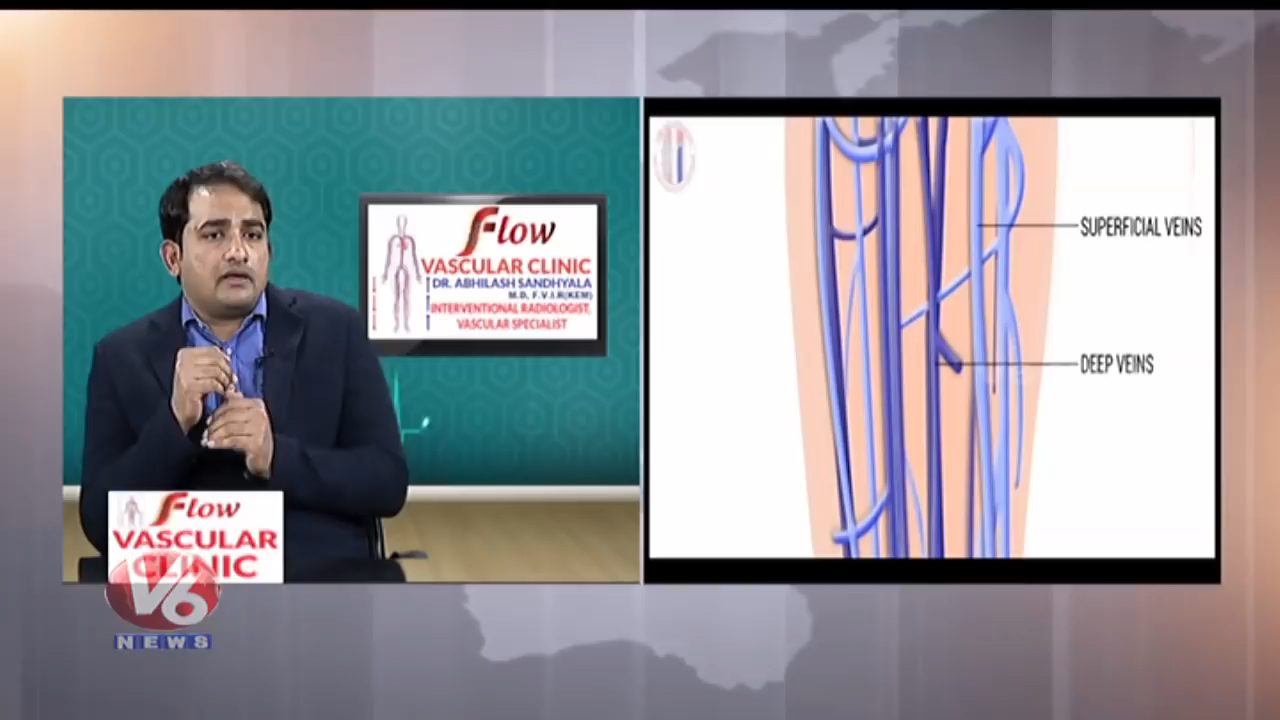 Flow
VASCULAR CLINIC
DR. ABHILASH SANDHYALA
M.D, F.V.I.R(KEM)
INTERVENTIONAL RADIOLOGIST,
VASCULAR SPECIALIST
SUPERFICIAL VEINS
DEEP VEINS
Flow
VASCULAR
CLINIC
V6
NEWS